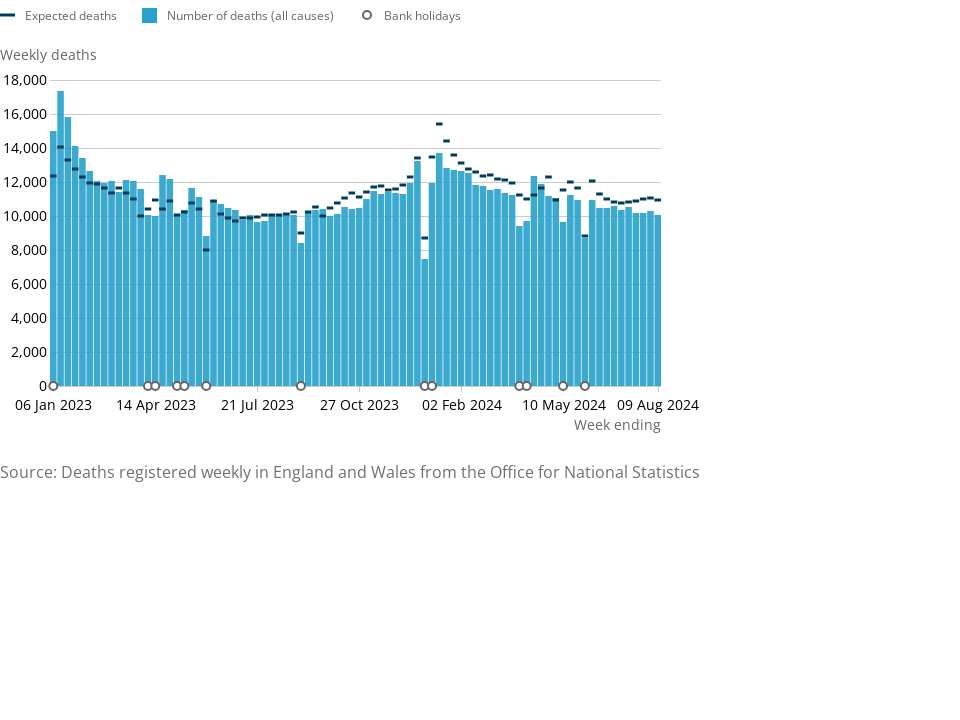 Expected deaths Number of deaths (all causes) Bank holidays
Weekly deaths
18,000
16,000
14,000
12,000
10,000
8,000
6,000
4,000
2,000
0
06 Jan 2023 14 Apr 2023 21 Jul 2023 27 Oct 2023 02 Feb 2024 10 May 2024 09 Aug 2024
Week ending
Source: Deaths registered weekly in England and Wales from the Office for National Statistics